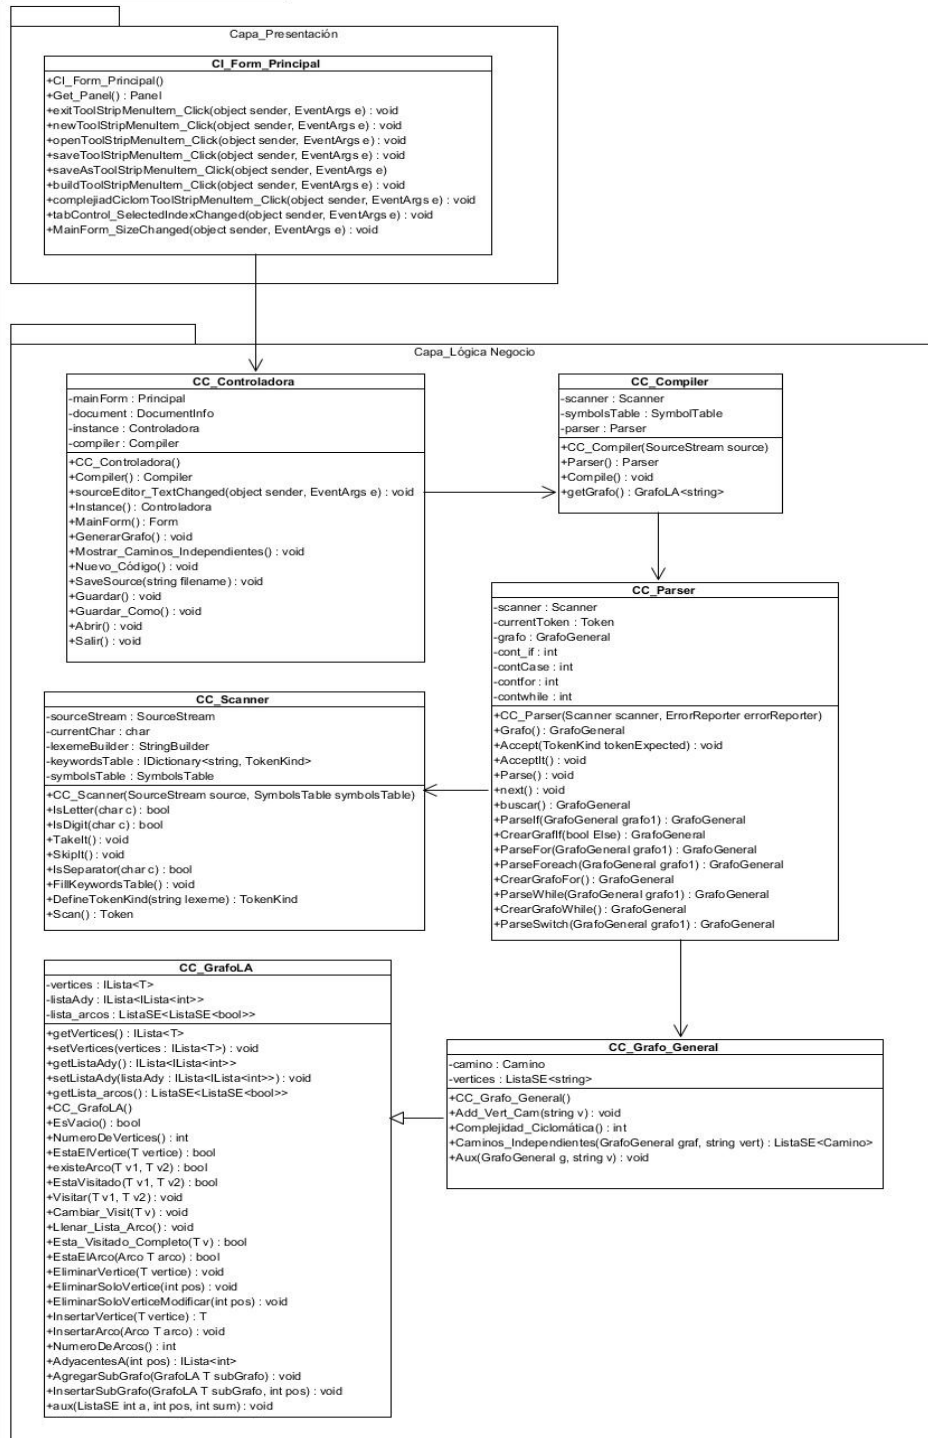 Capa_Presentación
CI_Form_Principal
+CI_Form_Principal()
+Get_Panel() : Panel
+exitToolStripMenuItem_Click(object sender, EventArgs e) : void
+newToolStripMenuItem_Click(object sender, EventArgs e) : void
+openToolStripMenuItem_Click(object sender, EventArgs e) : void
+saveToolStripMenuItem_Click(object sender, EventArgs e) : void
+saveAsToolStripMenuItem_Click(object sender, EventArgs e)
+buildToolStripMenuItem_Click(object sender, EventArgs e) : void
+complejiadCiclomToolStripMenuItem_Click(object sender, EventArgs e) : void
+tabControl_SelectedIndexChanged(object sender, EventArgs e) : void
+MainForm_SizeChanged(object sender, EventArgs e) : void
Capa_Lógica Negocio
CC_Controladora
-mainForm : Principal
-document : DocumentInfo
-instance : Controladora
-compiler : Compiler
+CC_Controladora()
+Compiler() : Compiler
+sourceEditor_TextChanged(object sender, EventArgs e) : void
+Instance() : Controladora
+MainForm() : Form
+GenerarGrafo() : void
+Mostrar_Caminos_Independientes() : void
+Nuevo_Código() : void
+SaveSource(string filename) : void
+Guardar() : void
+Guardar_Como() : void
+Abrir() : void
+Salir() : void
CC_Compiler
-scanner : Scanner
-symbolsTable : SymbolTable
-parser : Parser
+CC_Compiler(SourceStream source)
+Parser() : Parser
+Compile() : void
+getGrafo() : GrafoLA<string>
CC_Parser
-scanner : Scanner
-currentToken : Token
-grafo : GrafoGeneral
-cont_if : int
-contCase : int
-contfor : int
-contwhile : int
+CC_Parser(Scanner scanner, ErrorReporter errorReporter)
+Grafo() : GrafoGeneral
+Accept(TokenKind tokenExpected) : void
+AcceptIt() : void
+Parse() : void
+next() : void
+buscar() : GrafoGeneral
+ParseIf(GrafoGeneral grafo1) : GrafoGeneral
+CrearGrafIf(bool Else) : GrafoGeneral
+ParseFor(GrafoGeneral grafo1) : GrafoGeneral
+ParseForeach(GrafoGeneral grafo1) : GrafoGeneral
+CrearGrafoFor() : GrafoGeneral
+ParseWhile(GrafoGeneral grafo1) : GrafoGeneral
+CrearGrafoWhile() : GrafoGeneral
+ParseSwitch(GrafoGeneral grafo1) : GrafoGeneral
CC_Scanner
-sourceStream : SourceStream
-currentChar : char
-lexemeBuilder : StringBuilder
-keywordsTable : IDictionary<string, TokenKind>
-symbolsTable : SymbolsTable
+CC_Scanner(SourceStream source, SymbolsTable symbolsTable)
+IsLetter(char c) : bool
+IsDigit(char c) : bool
+TakeIt() : void
+SkipIt() : void
+IsSeparator(char c) : bool
+FillKeywordsTable() : void
+DefineTokenKind(string lexeme) : TokenKind
+Scan() : Token
CC_GrafoLA
-vertices : ILista<T>
-listaAdy : ILista<ILista<int>>
-lista_arcos : ListaSE<ListaSE<bool>>
+getVertices() : ILista<T>
+setVertices(vertices : ILista<T>) : void
+getListaAdy() : ILista<ILista<int>>
+setListaAdy(listaAdy : ILista<ILista<int>>) : void
+getLista_arcos() : ListaSE<ListaSE<bool>>
+CC_GrafoLA()
+EsVacio() : bool
+NumeroDeVertices() : int
+EstaElVertice(T vertice) : bool
+existeArco(T v1, T v2) : bool
+EstaVisitado(T v1, T v2) : bool
+Visitar(T v1, T v2) : void
+Cambiar_Visit(T v) : void
+Llenar_Lista_Arco() : void
+Esta_Visitado_Completo(T v) : bool
+EstaElArco(Arco T arco) : bool
+EliminarVertice(T vertice) : void
+EliminarSoloVertice(int pos) : void
+EliminarSoloVerticeModificar(int pos) : void
+InsertarVertice(T vertice) : T
+InsertarArco(Arco T arco) : void
+NumeroDeArcos() : int
+AdyacentesA(int pos) : ILista<int>
+AgregarSubGrafo(GrafoLA T subGrafo) : void
+InsertarSubGrafo(GrafoLA T subGrafo, int pos) : void
+aux(ListaSE int a, int pos, int sum) : void
CC_Grafo_General
-camino : Camino
-vertices : ListaSE<string>
+CC_Grafo_General()
+Add_Vert_Cam(string v) : void
+Complejidad_Ciclomática() : int
+Caminos_Independientes(GrafoGeneral graf, string vert) : ListaSE<Camino>
+Aux(GrafoGeneral g, string v) : void